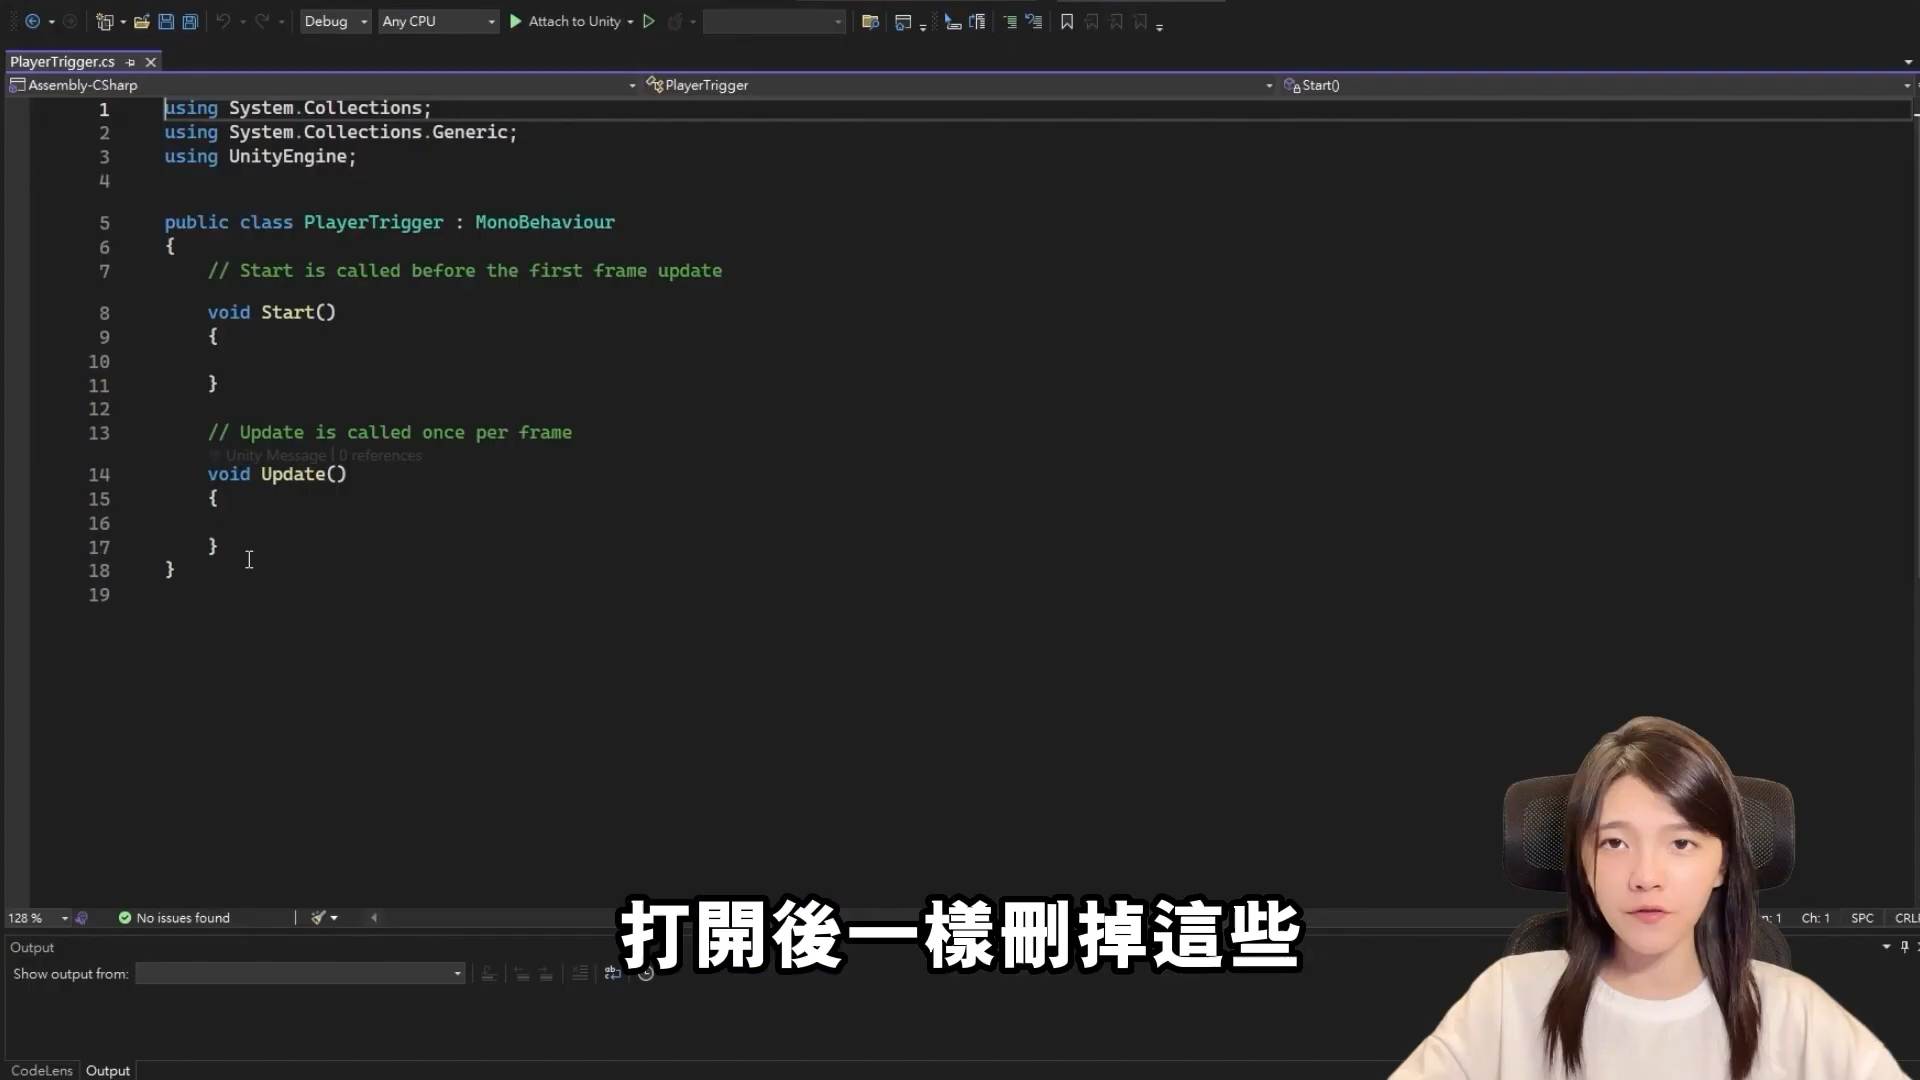 Debug
Any CPU
Attach to Unity
PlayerTrigger.cs
Assembly-CSharp
PlayerTrigger
Start()
1 using System.Collections;
2 using System.Collections.Generic;
3 using UnityEngine;
4
5 public class PlayerTrigger : MonoBehaviour
6 {
7 // Start is called before the first frame update
8 void Start()
9 {
10
11 }
12
13 // Update is called once per frame
Unity Message | 0 references
14 void Update()
15 {
16
17 }
18 }
19
128 %
No issues found
Ch: 1
SPC
打開後一樣刪掉這些
Output
Show output from:
CodeLens
Output